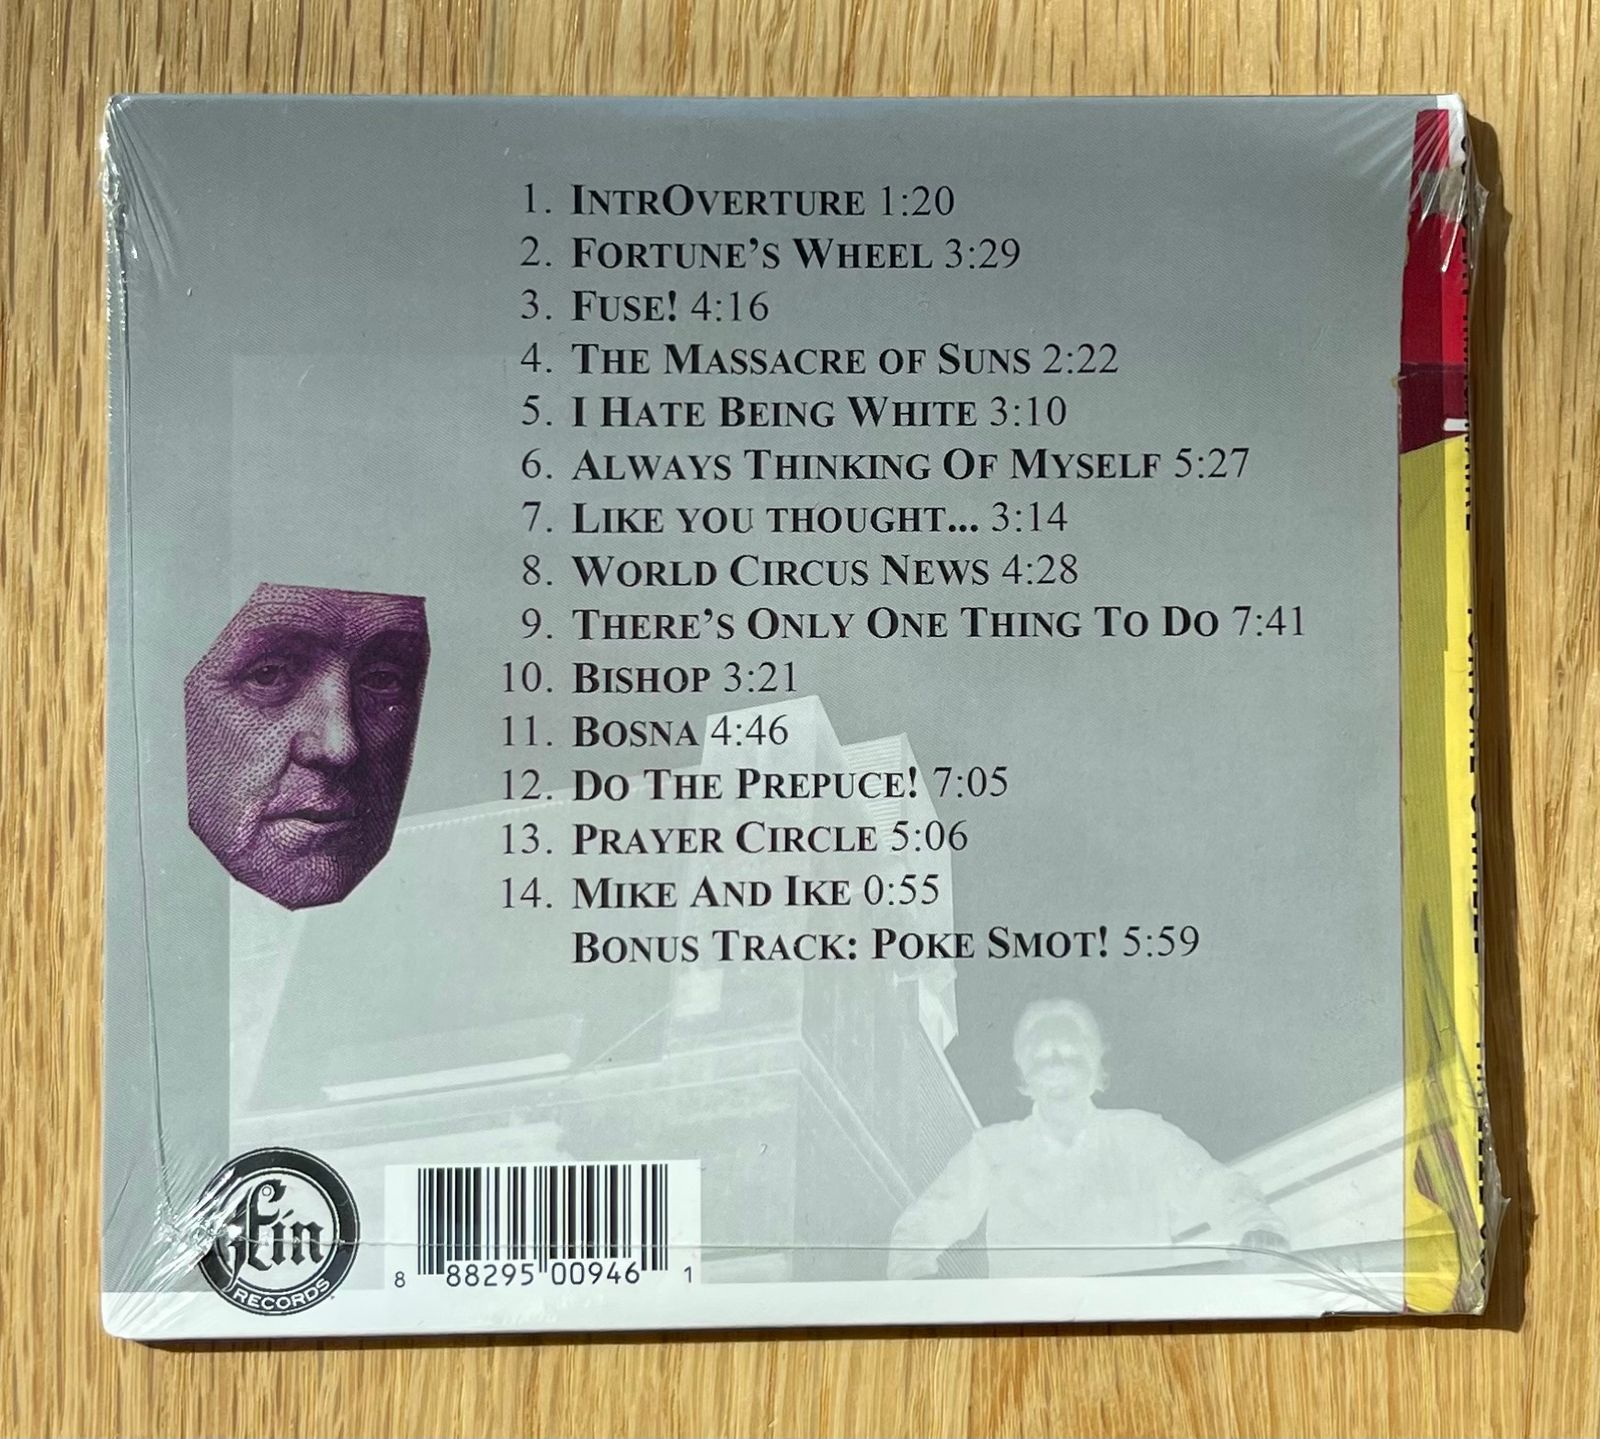 1. IntrOverture 1:20
2. Fortune's Wheel 3:29
3. Fuse! 4:16
4. The Massacre of Suns 2:22
5. I Hate Being White 3:10
6. Always Thinking Of Myself 5:27
7. Like you thought... 3:14
8. World Circus News 4:28
9. There's Only One Thing To Do 7:41
10. Bishop 3:21
11. Bosna 4:46
12. Do The Prepuce! 7:05
13. Prayer Circle 5:06
14. Mike And Ike 0:55
Bonus Track: Poke Smot! 5:59
fin
RECORDS
8 88295 00946 1